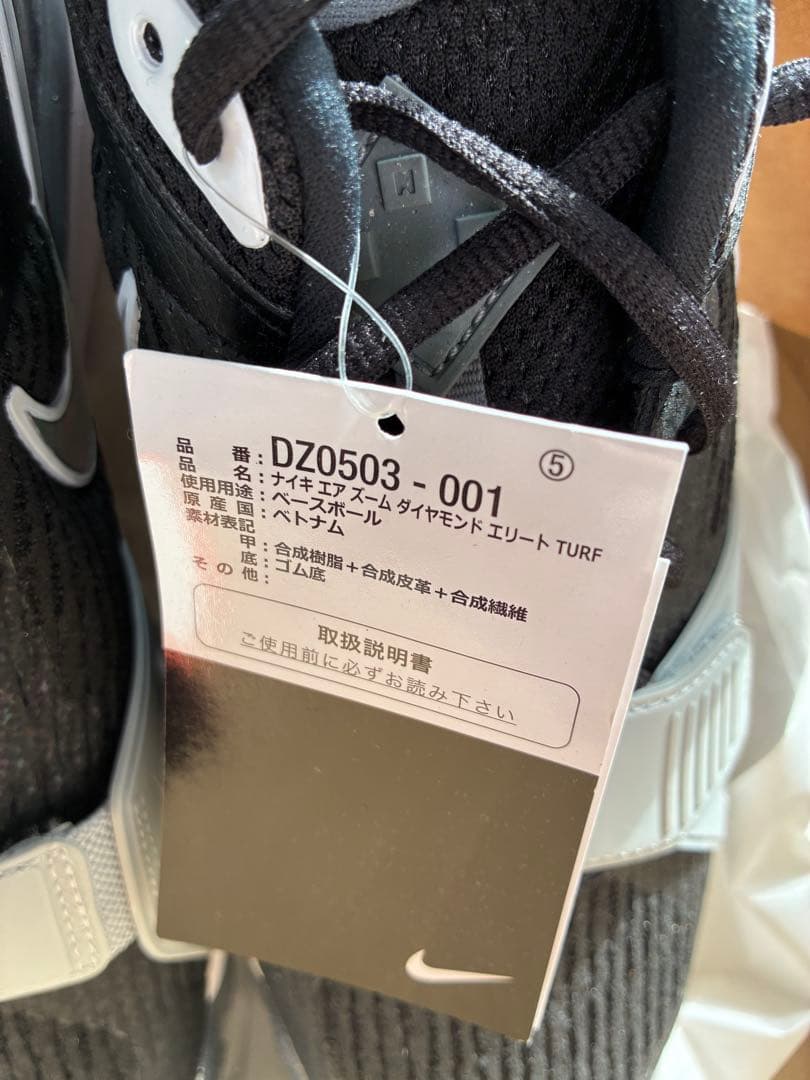 ⑤
品番：DZ0503 - 001
品名：ナイキ エア ズーム ダイヤモンド エリート TURF
使用用途：ベースボール
原産国：ベトナム
素材表記
甲：合成樹脂＋合成皮革＋合成繊維
底：ゴム底
その他：
取扱説明書
ご使用前に必ずお読み下さい